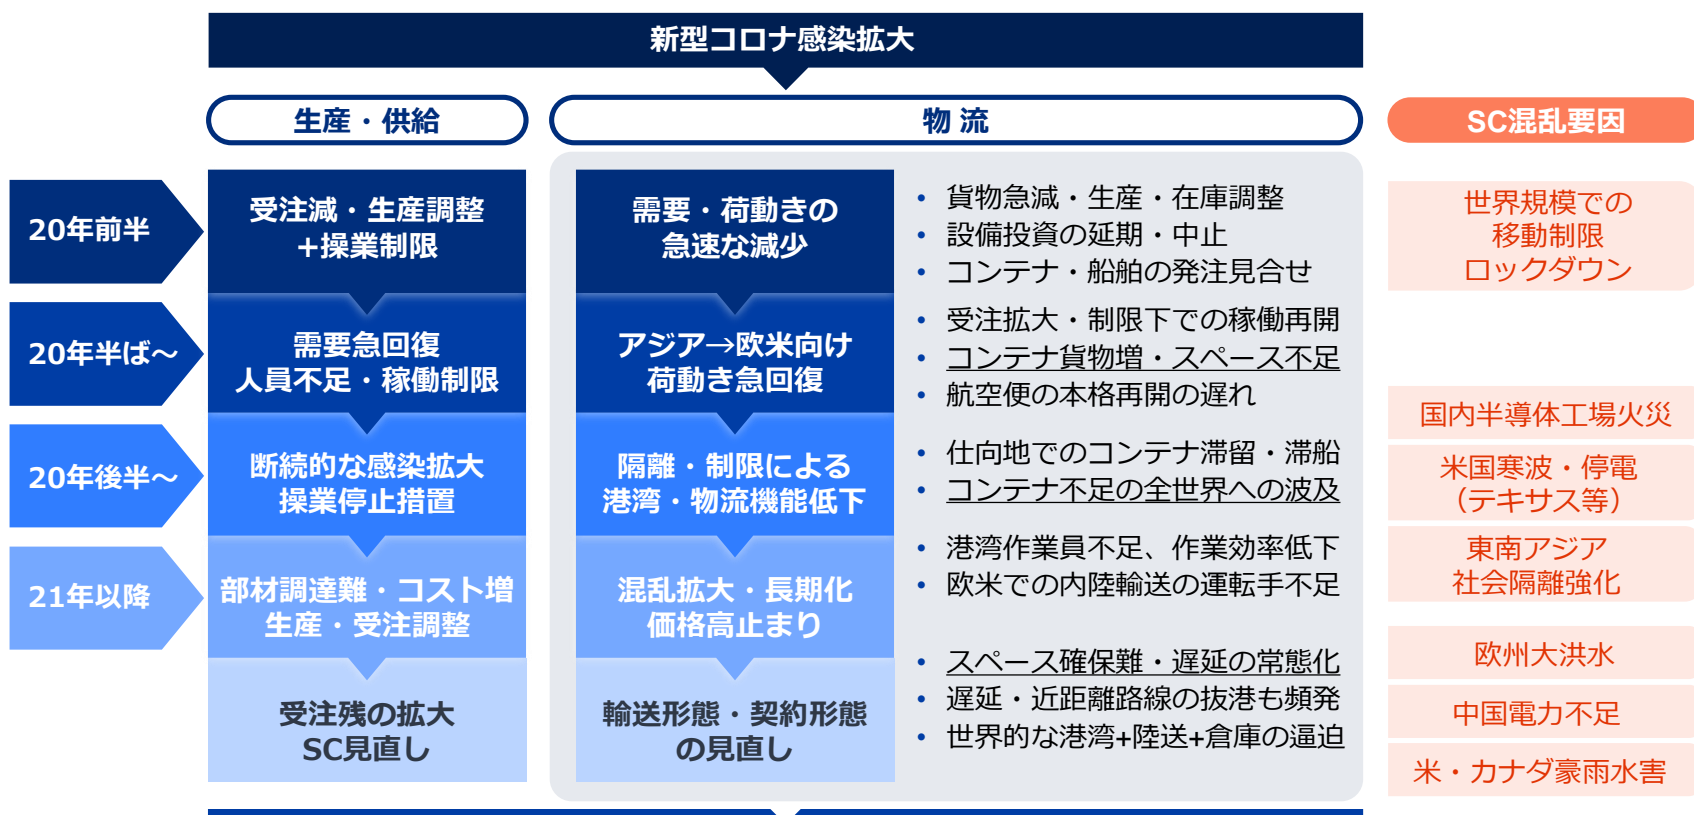 新型コロナ感染拡大
生産・供給
物 流
SC混乱要因
20年前半
受注減・生産調整
+操業制限
需要・荷動きの
急速な減少
• 貨物急減・生産・在庫調整
• 設備投資の延期・中止
• コンテナ・船舶の発注見合せ
世界規模での
移動制限
ロックダウン
20年半ば～
需要急回復
人員不足・稼働制限
アジア→欧米向け
荷動き急回復
• 受注拡大・制限下での稼働再開
• コンテナ貨物増・スペース不足
• 航空便の本格再開の遅れ
国内半導体工場火災
20年後半～
断続的な感染拡大
操業停止措置
隔離・制限による
港湾・物流機能低下
• 仕向地でのコンテナ滞留・滞船
• コンテナ不足の全世界への波及
米国寒波・停電
（テキサス等）
21年以降
部材調達難・コスト増
生産・受注調整
混乱拡大・長期化
価格高止まり
• 港湾作業員不足、作業効率低下
• 欧米での内陸輸送の運転手不足
東南アジア
社会隔離強化
受注残の拡大
SC見直し
輸送形態・契約形態
の見直し
• スペース確保難・遅延の常態化
• 遅延・近距離路線の抜港も頻発
• 世界的な港湾+陸送+倉庫の逼迫
欧州大洪水
中国電力不足
米・カナダ豪雨水害